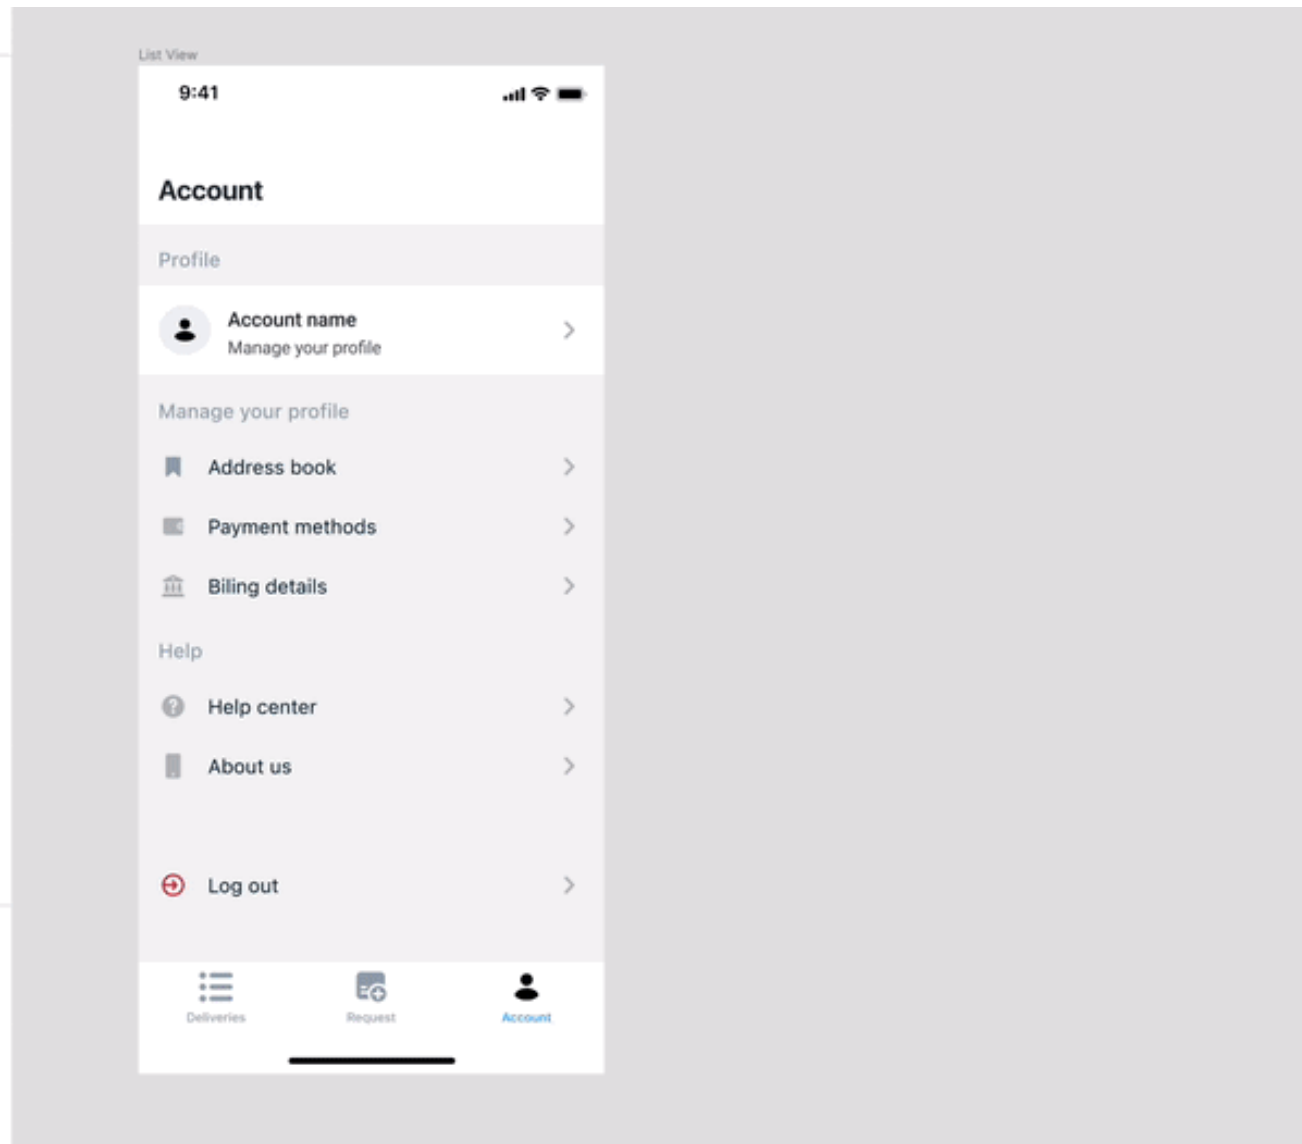 List View
9:41
Account
Profile
Account name
Manage your profile
Manage your profile
Address book
Payment methods
Biling details
Help
Help center
About us
Log out
Deliveries
Request
Account